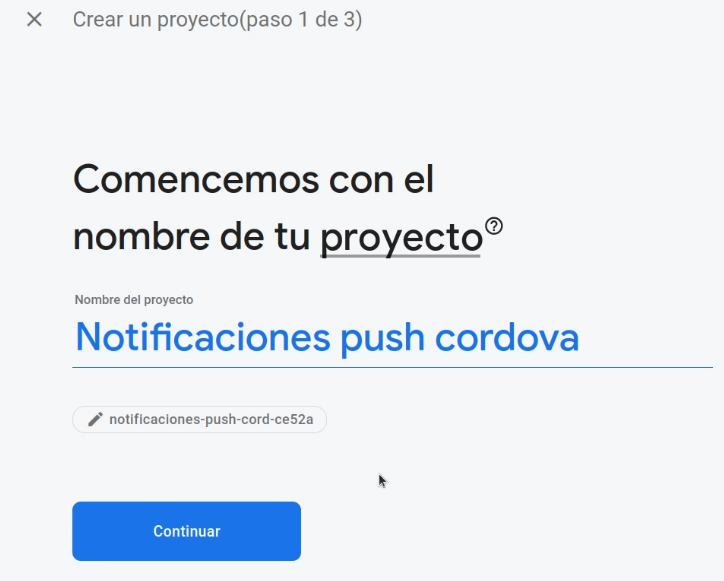 Crear un proyecto(paso 1 de 3)
Comencemos con el
nombre de tu proyecto
Nombre del proyecto
Notificaciones push cordova
notificaciones-push-cord-ce52a
Continuar